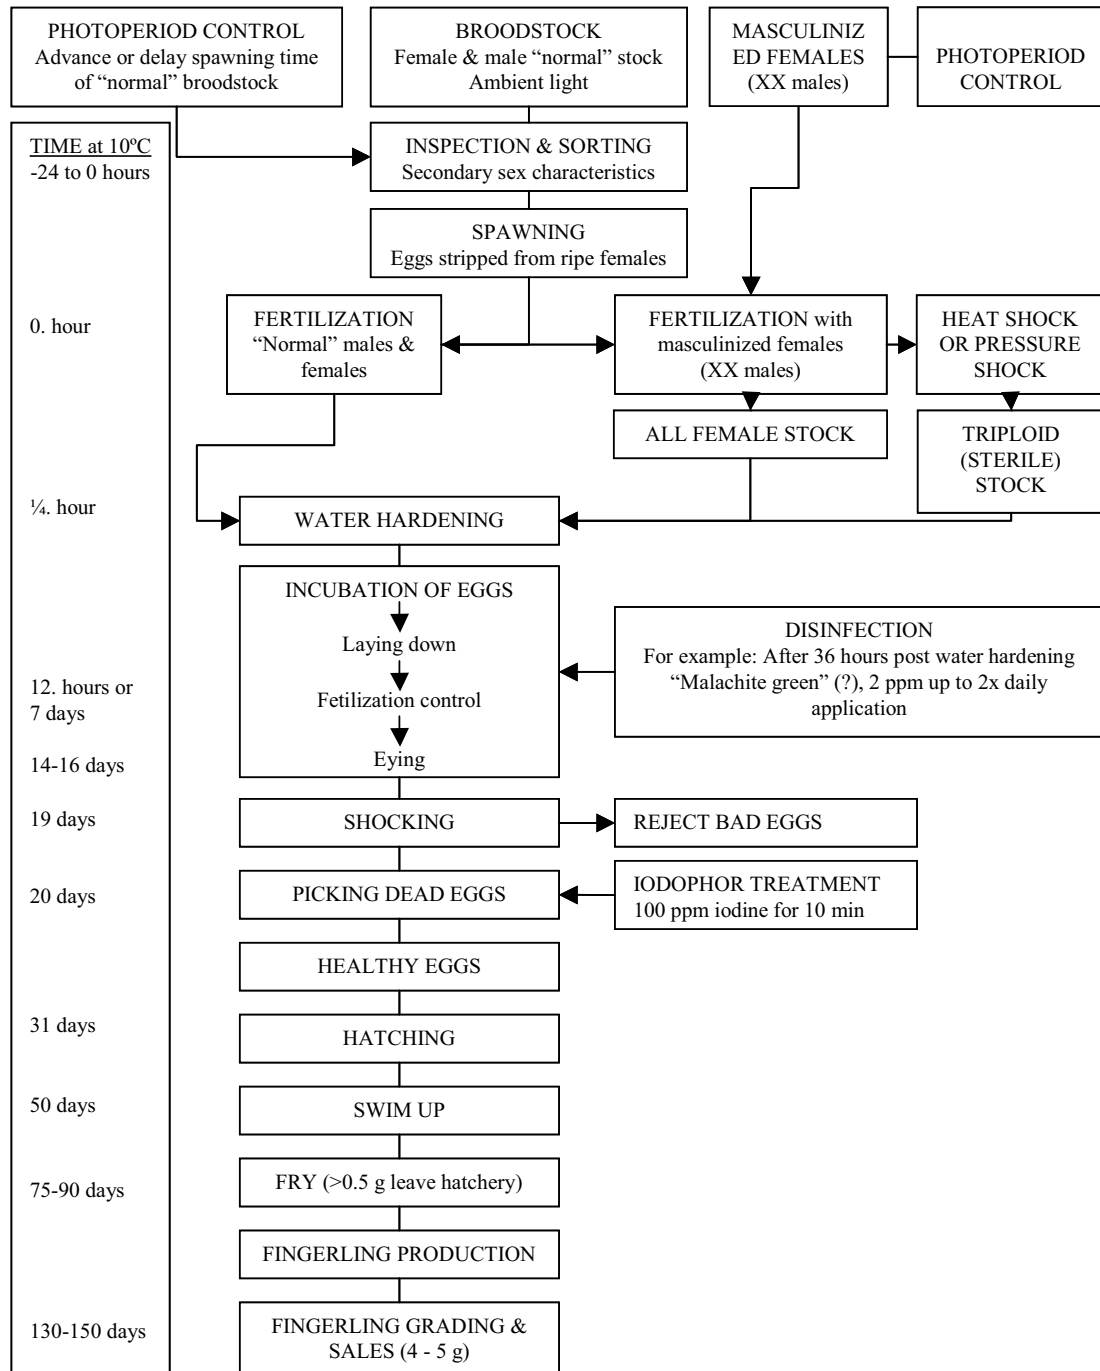 PHOTOPERIOD CONTROL
Advance or delay spawning time
of “normal” broodstock
BROODSTOCK
Female & male “normal” stock
Ambient light
MASCULINIZ
ED FEMALES
(XX males)
PHOTOPERIOD
CONTROL
TIME at 10ºC
-24 to 0 hours
INSPECTION & SORTING
Secondary sex characteristics
SPAWNING
Eggs stripped from ripe females
0. hour
FERTILIZATION
“Normal” males &
females
FERTILIZATION with
masculinized females
(XX males)
HEAT SHOCK
OR PRESSURE
SHOCK
ALL FEMALE STOCK
TRIPLOID
(STERILE)
STOCK
¼. hour
WATER HARDENING
INCUBATION OF EGGS
Laying down
Fetilization control
Eying
DISINFECTION
For example: After 36 hours post water hardening
“Malachite green” (?), 2 ppm up to 2x daily
application
12. hours or
7 days
14-16 days
19 days
SHOCKING
REJECT BAD EGGS
20 days
PICKING DEAD EGGS
IODOPHOR TREATMENT
100 ppm iodine for 10 min
HEALTHY EGGS
31 days
HATCHING
50 days
SWIM UP
75-90 days
FRY (>0.5 g leave hatchery)
FINGERLING PRODUCTION
130-150 days
FINGERLING GRADING &
SALES (4 - 5 g)